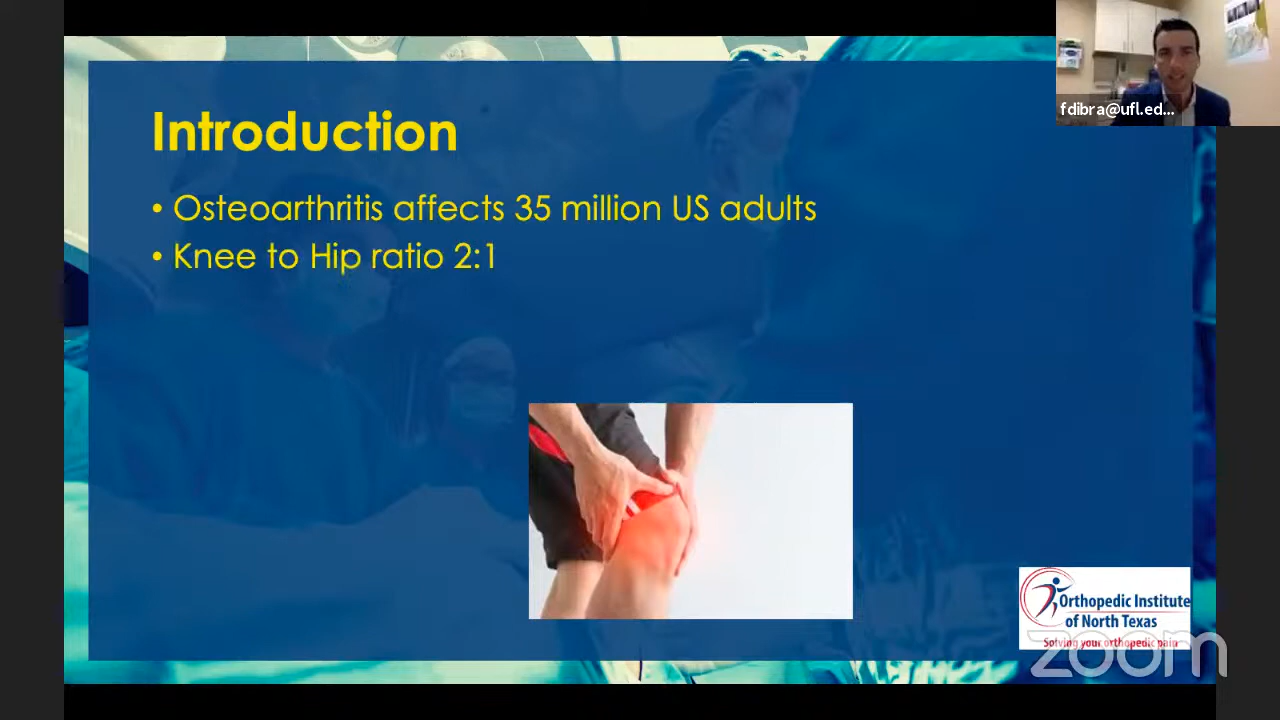 fdibra@ufl.ed...
Introduction
• Osteoarthritis affects 35 million US adults
• Knee to Hip ratio 2:1
Orthopedic Institute
of North Texas
Solving your orthopedic pain
zoom